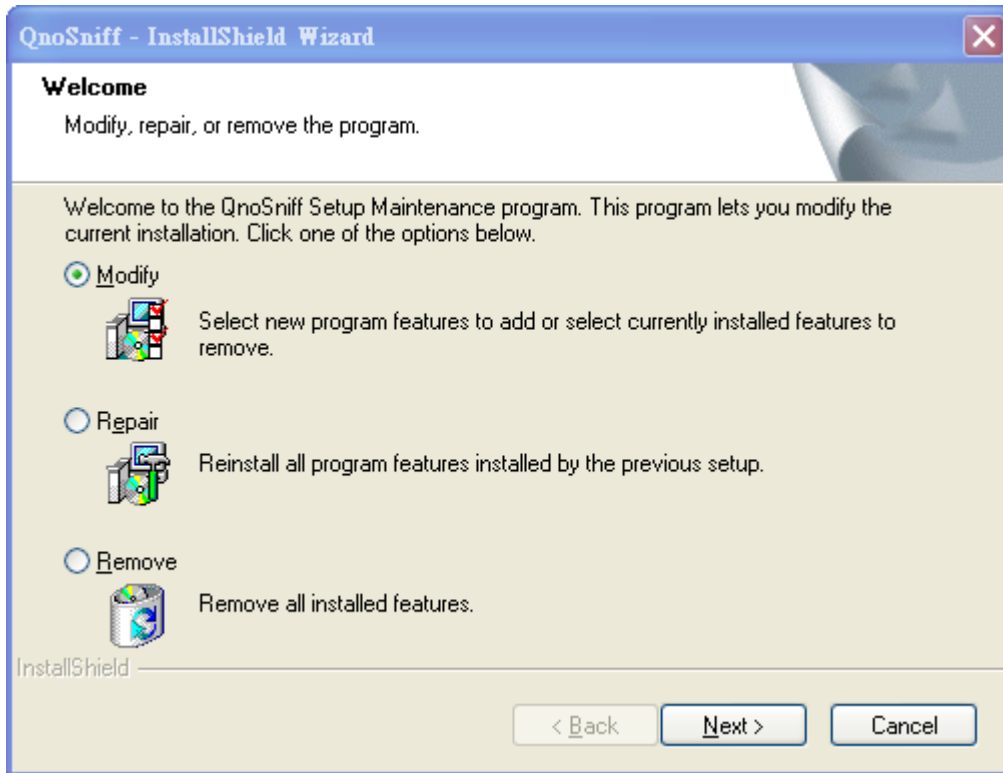 QnoSniff - InstallShield Wizard
Welcome
Modify, repair, or remove the program.
Welcome to the QnoSniff Setup Maintenance program. This program lets you modify the
current installation. Click one of the options below.
Modify
Select new program features to add or select currently installed features to
remove.
Repair
Reinstall all program features installed by the previous setup.
Remove
Remove all installed features.
InstallShield
< Back Next > Cancel